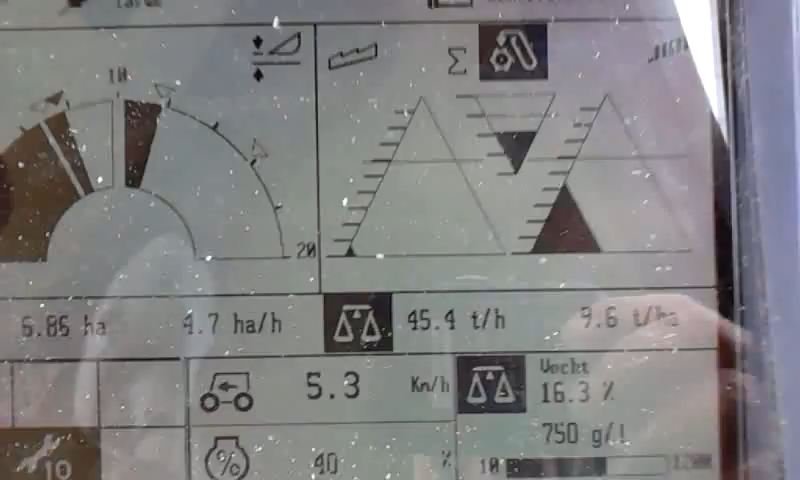 10
Σ
20
6.86 ha 4.7 ha/h 45.4 t/h 9.6 t/ha
5.3 Km/h
Vocht
16.3 %
% 40 %
750 g/l
10
10